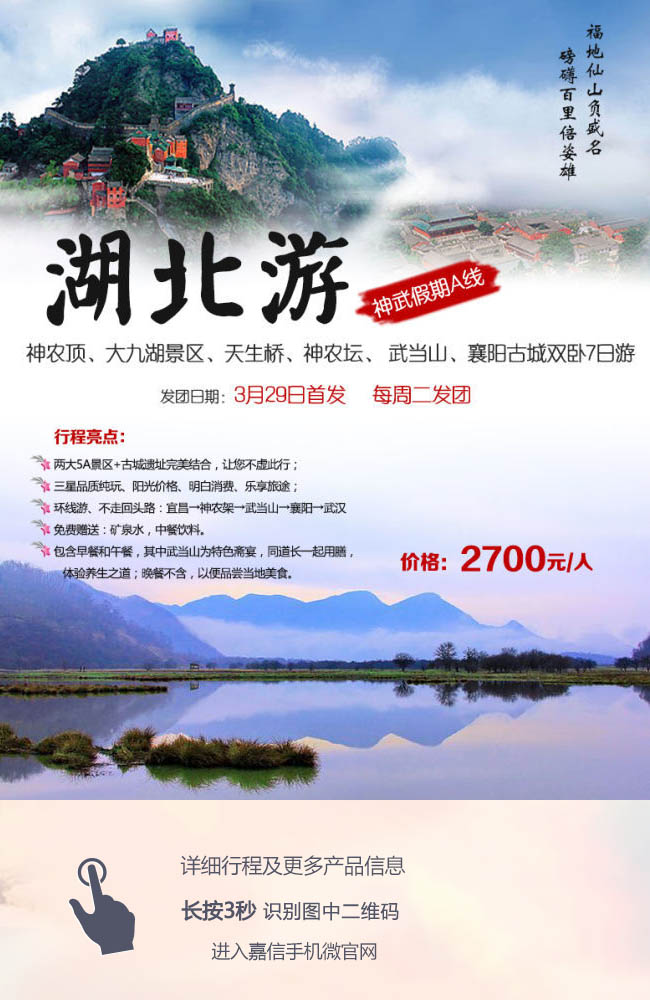 福地仙山负盛名
磅礴百里倍姿雄
湖北游
神武假期A线
神农顶、大九湖景区、天生桥、神农坛、武当山、襄阳古城双卧7日游
发团日期：3月29日首发 每周二发团
行程亮点：
两大5A景区+古城遗址完美结合，让您不虚此行；
三星品质纯玩、阳光价格、明白消费、乐享旅途；
环线游、不走回头路：宜昌→神农架→武当山→襄阳→武汉
免费赠送：矿泉水，中餐饮料。
包含早餐和午餐，其中武当山为特色斋宴，同道长一起用膳，
体验养生之道；晚餐不含，以便品尝当地美食。
价格：2700元/人
详细行程及更多产品信息
长按3秒 识别图中二维码
进入嘉信手机微官网